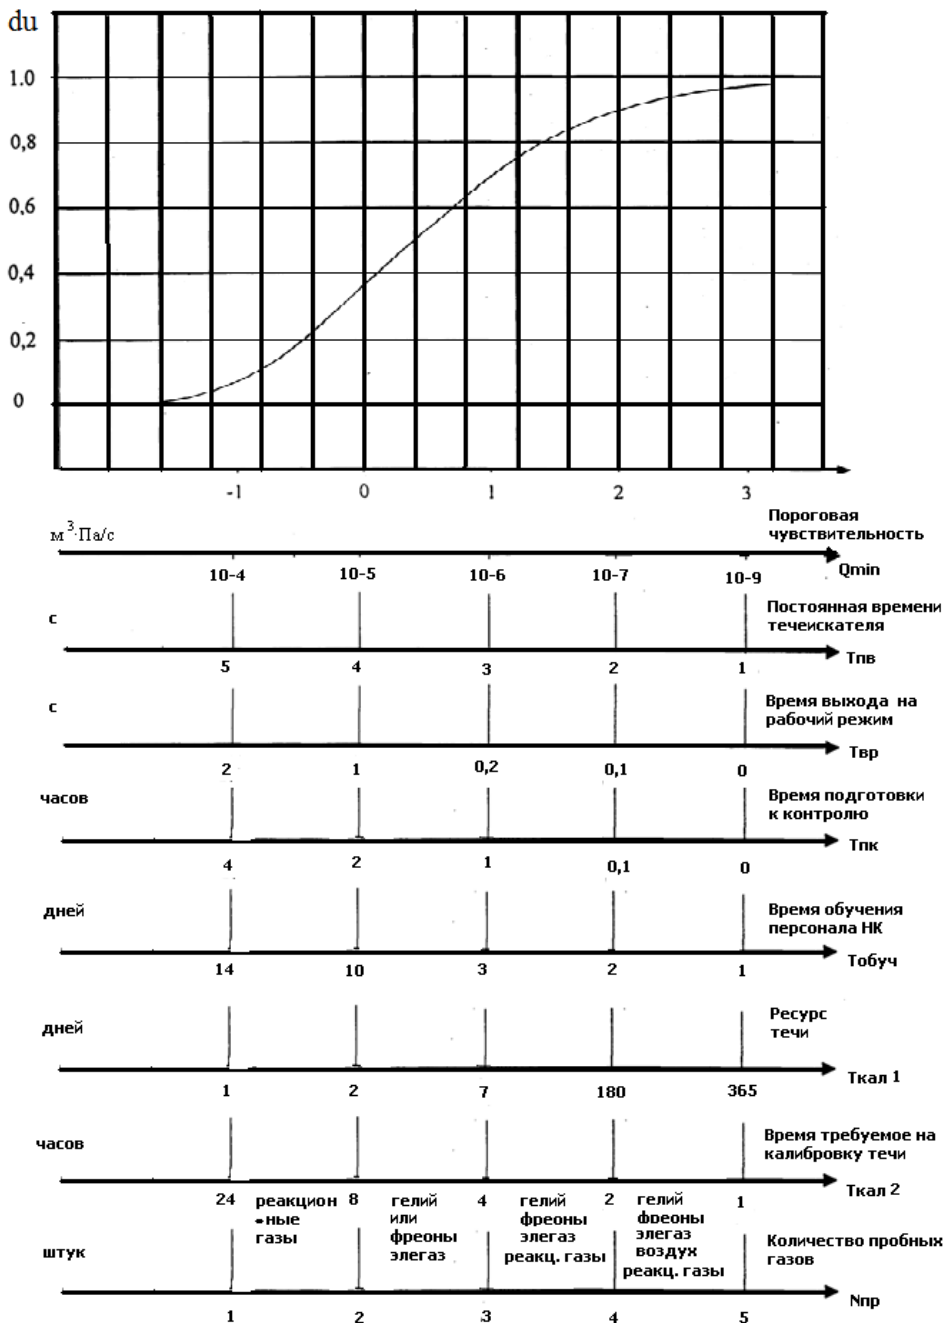 du
1.0
0,8
0,6
0,4
0,2
0
-1 0 1 2 3
м³·Па/с
Пороговая
чувствительность
10-4 10-5 10-6 10-7 10-9 Qmin
с
Постоянная времени
течеискателя
5 4 3 2 1 Тпв
с
Время выхода на
рабочий режим
2 1 0,2 0,1 0 Твр
часов
Время подготовки
к контролю
4 2 1 0,1 0 Тпк
дней
Время обучения
персонала НК
14 10 3 2 1 Тобуч
дней
Ресурс
течи
1 2 7 180 365 Ткал 1
часов
Время требуемое на
калибровку течи
24 8 4 2 1 Ткал 2
реакцион
-ные
газы
гелий
или
фреоны
элегаз
гелий
фреоны
элегаз
реакц. газы
гелий
фреоны
элегаз
воздух
реакц. газы
штук
Количество пробных
газов
1 2 3 4 5 Nпр